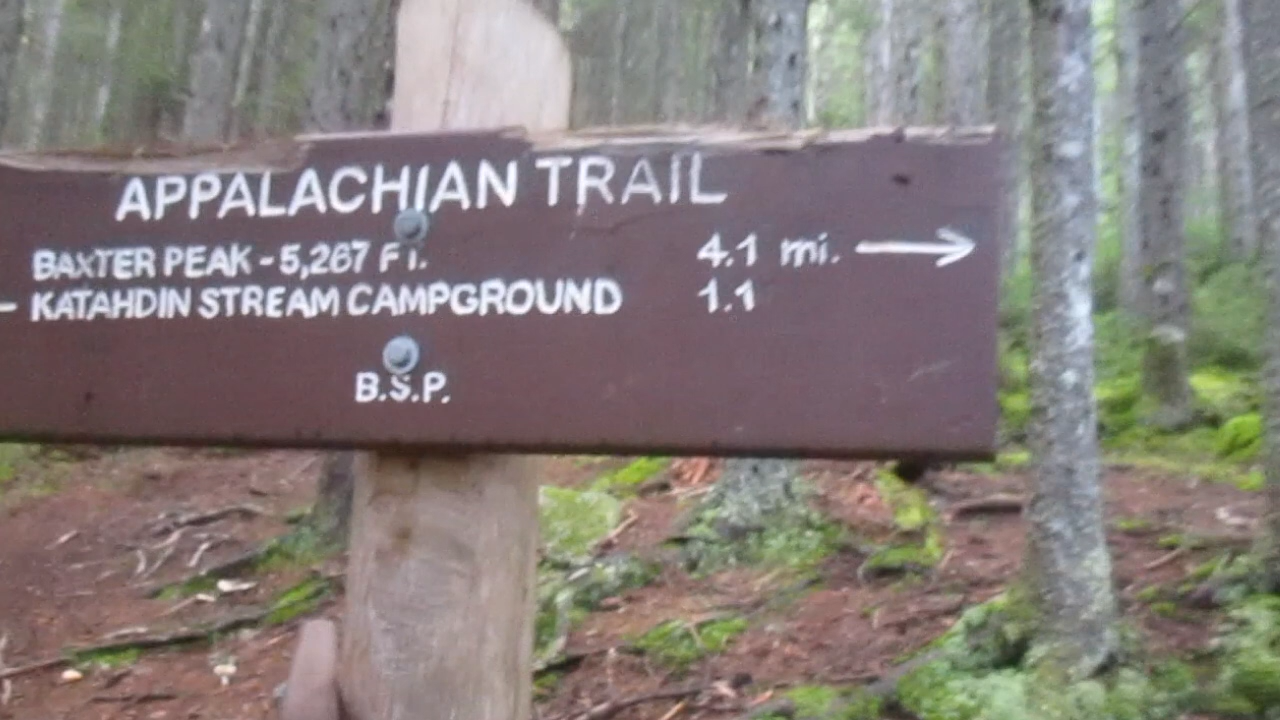 APPALACHIAN TRAIL
BAXTER PEAK - 5,267 FT. 4.1 mi. →
– KATAHDIN STREAM CAMPGROUND 1.1
B.S.P.